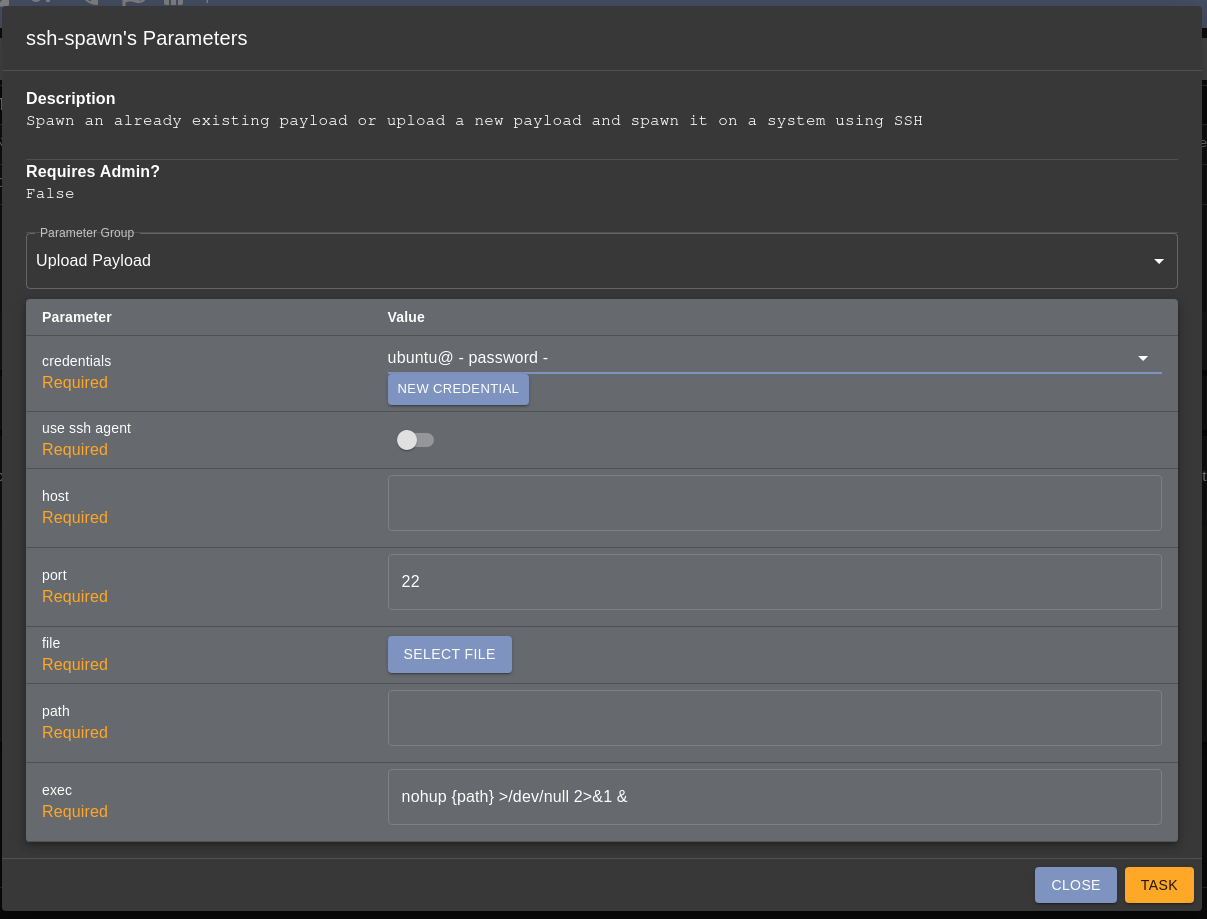 ssh-spawn's Parameters
Description
Spawn an already existing payload or upload a new payload and spawn it on a system using SSH
Requires Admin?
False
Parameter Group
Upload Payload
Parameter Value
credentials
Required
ubuntu@ - password -
NEW CREDENTIAL
use ssh agent
Required
host
Required
port
Required
22
file
Required
SELECT FILE
path
Required
exec
Required
nohup {path} >/dev/null 2>&1 &
CLOSE TASK